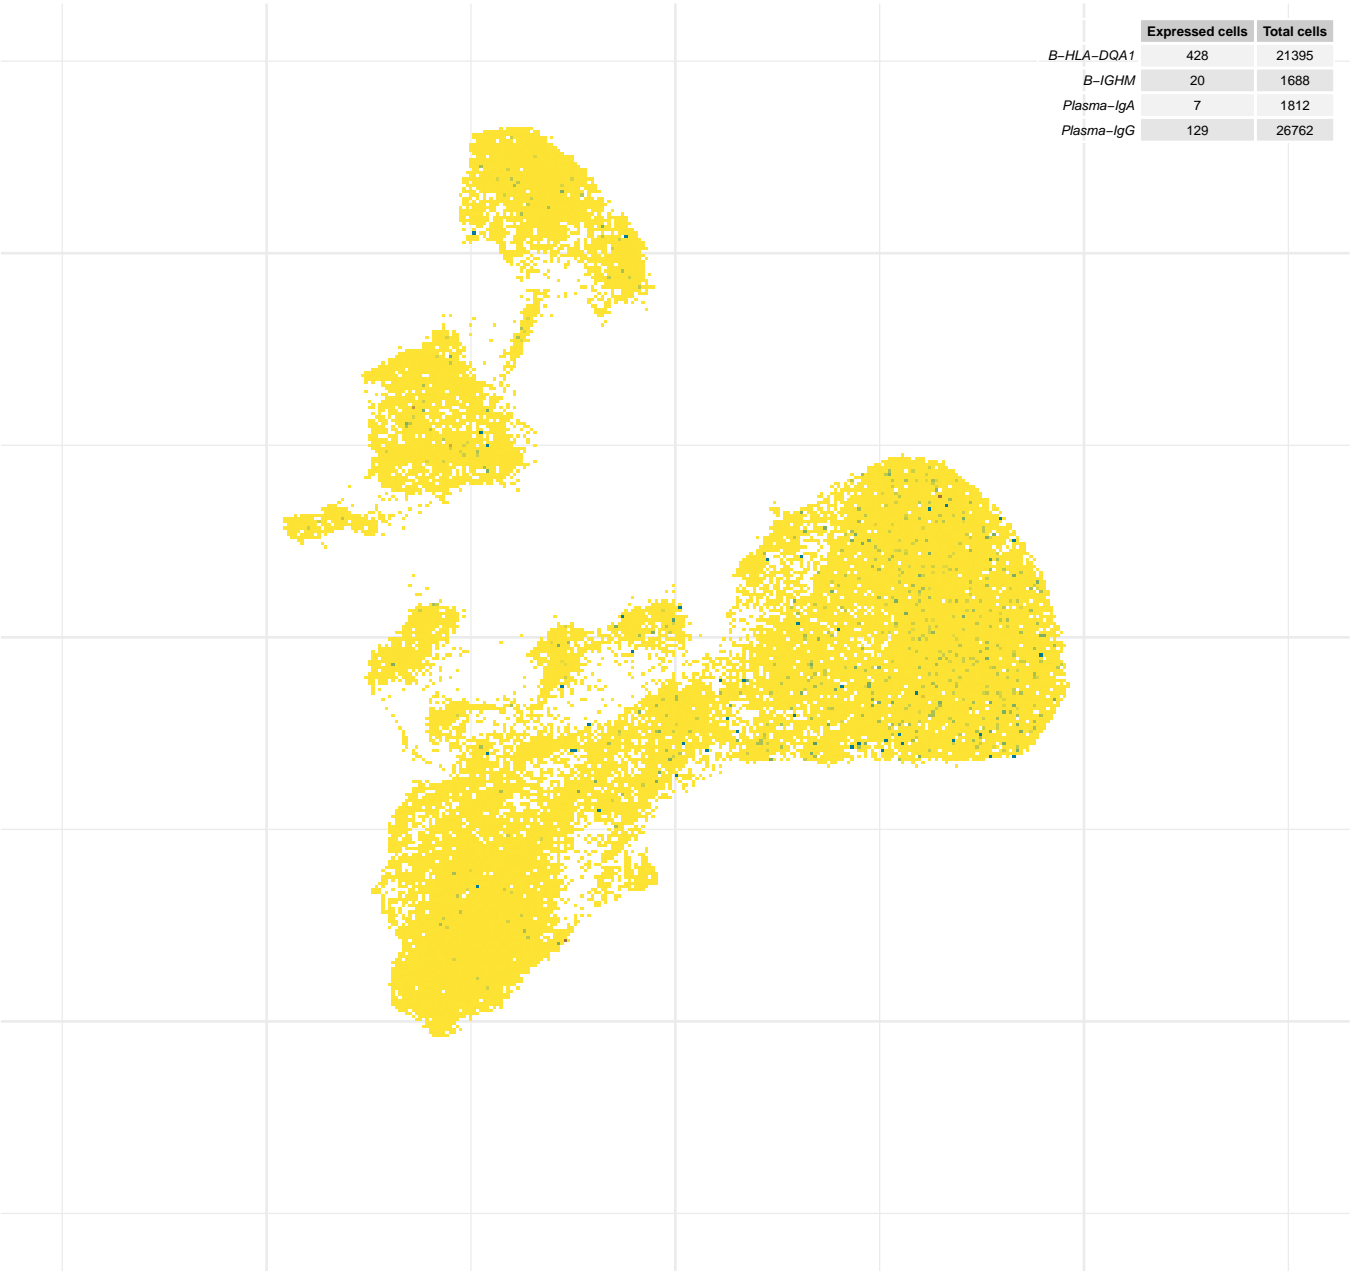 Expressed cells Total cells
B−HLA−DQA1 428 21395
B−IGHM 20 1688
Plasma−IgA 7 1812
Plasma−IgG 129 26762